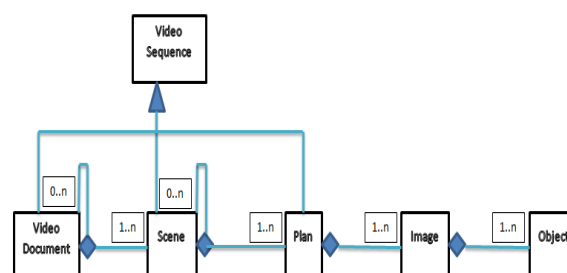 Video
Sequence
0..n
0..n
Video
Document
1..n
Scene
1..n
Plan
1..n
Image
1..n
Object